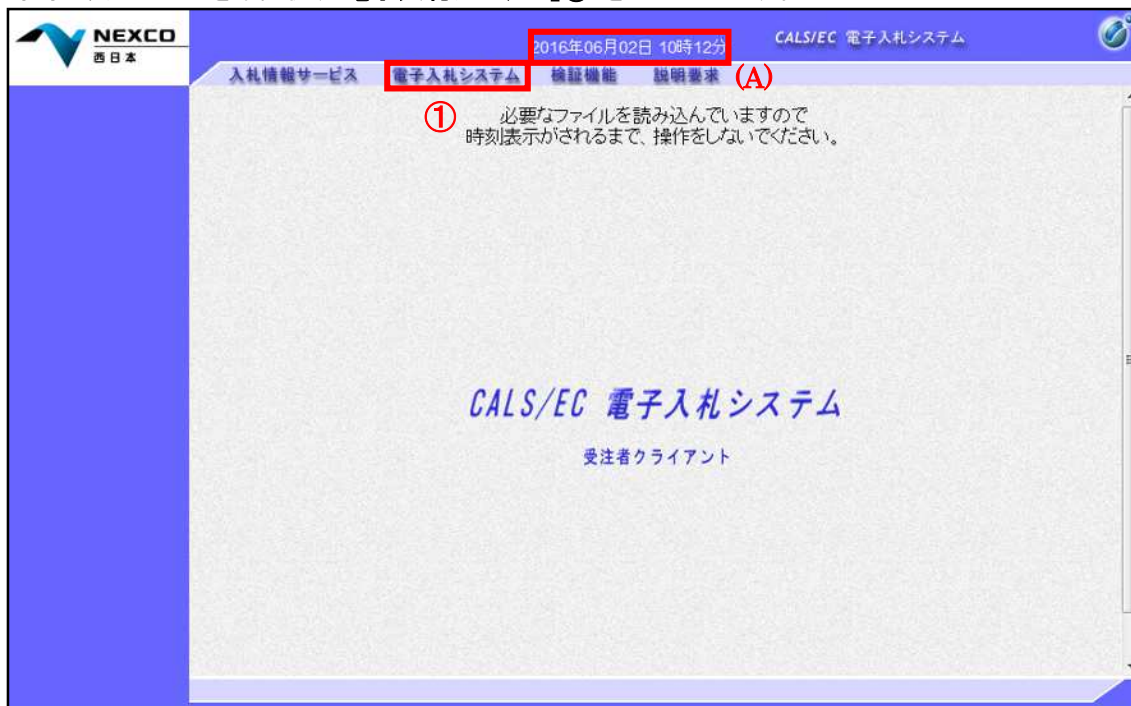 NEXCO
西日本
2016年06月02日 10時12分
CALS/EC 電子入札システム
入札情報サービス 電子入札システム 検証機能 説明要求 (A)
① 必要なファイルを読み込んでいますので
時刻表示がされるまで、操作をしないでください。
CALS/EC 電子入札システム
受注者クライアント